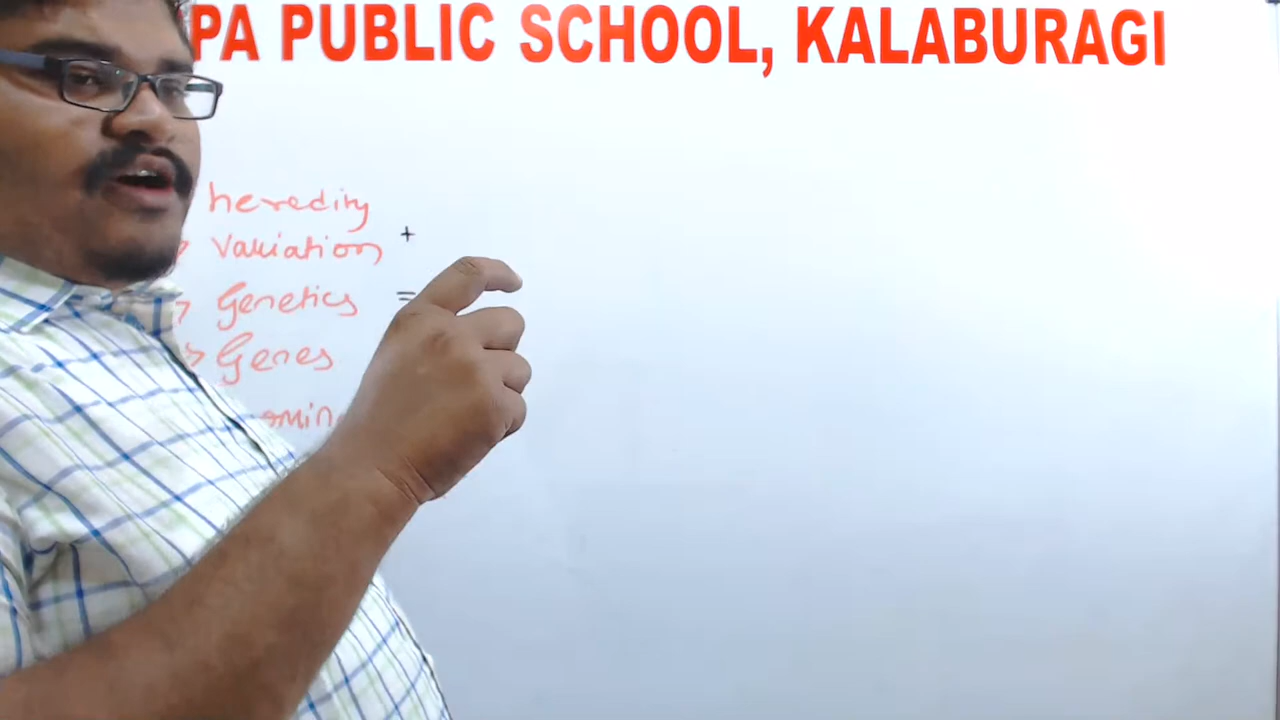 PA PUBLIC SCHOOL, KALABURAGI
heredity
Variation +
Genetics =
Genes